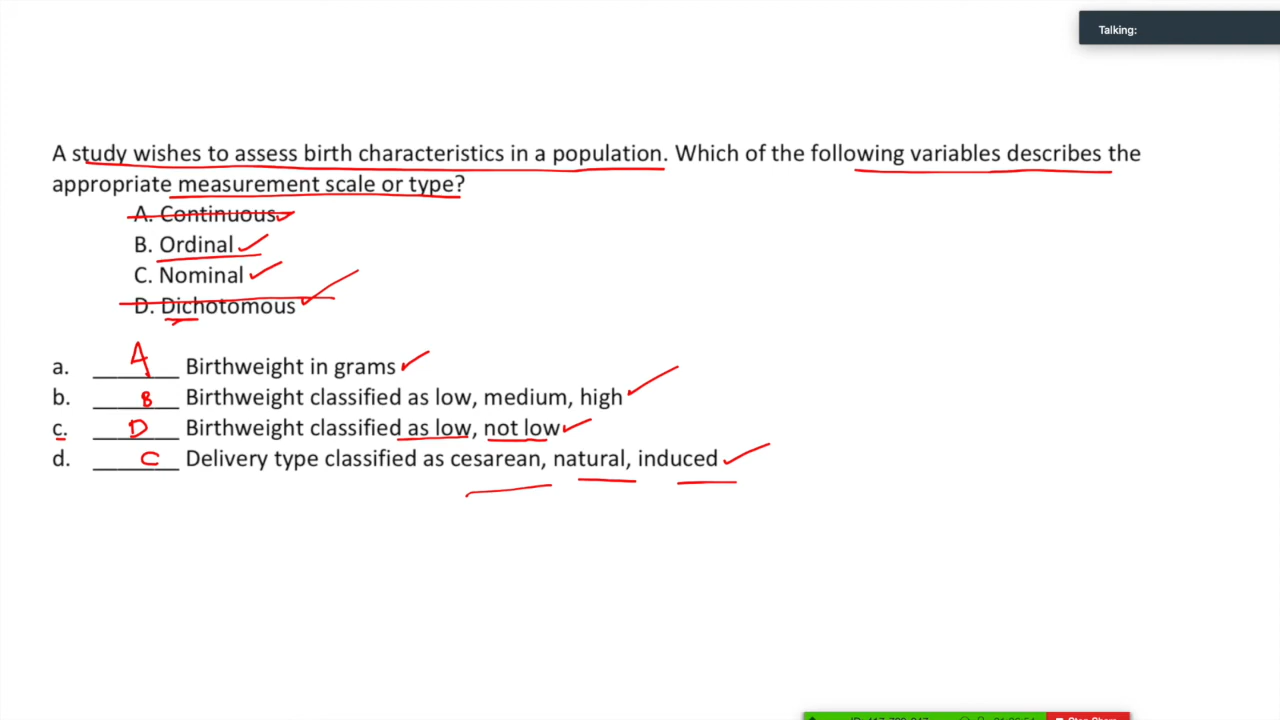 Talking:
A study wishes to assess birth characteristics in a population. Which of the following variables describes the
appropriate measurement scale or type?
A. Continuous
B. Ordinal
C. Nominal
D. Dichotomous
a. A Birthweight in grams
b. B Birthweight classified as low, medium, high
c. D Birthweight classified as low, not low
d. C Delivery type classified as cesarean, natural, induced